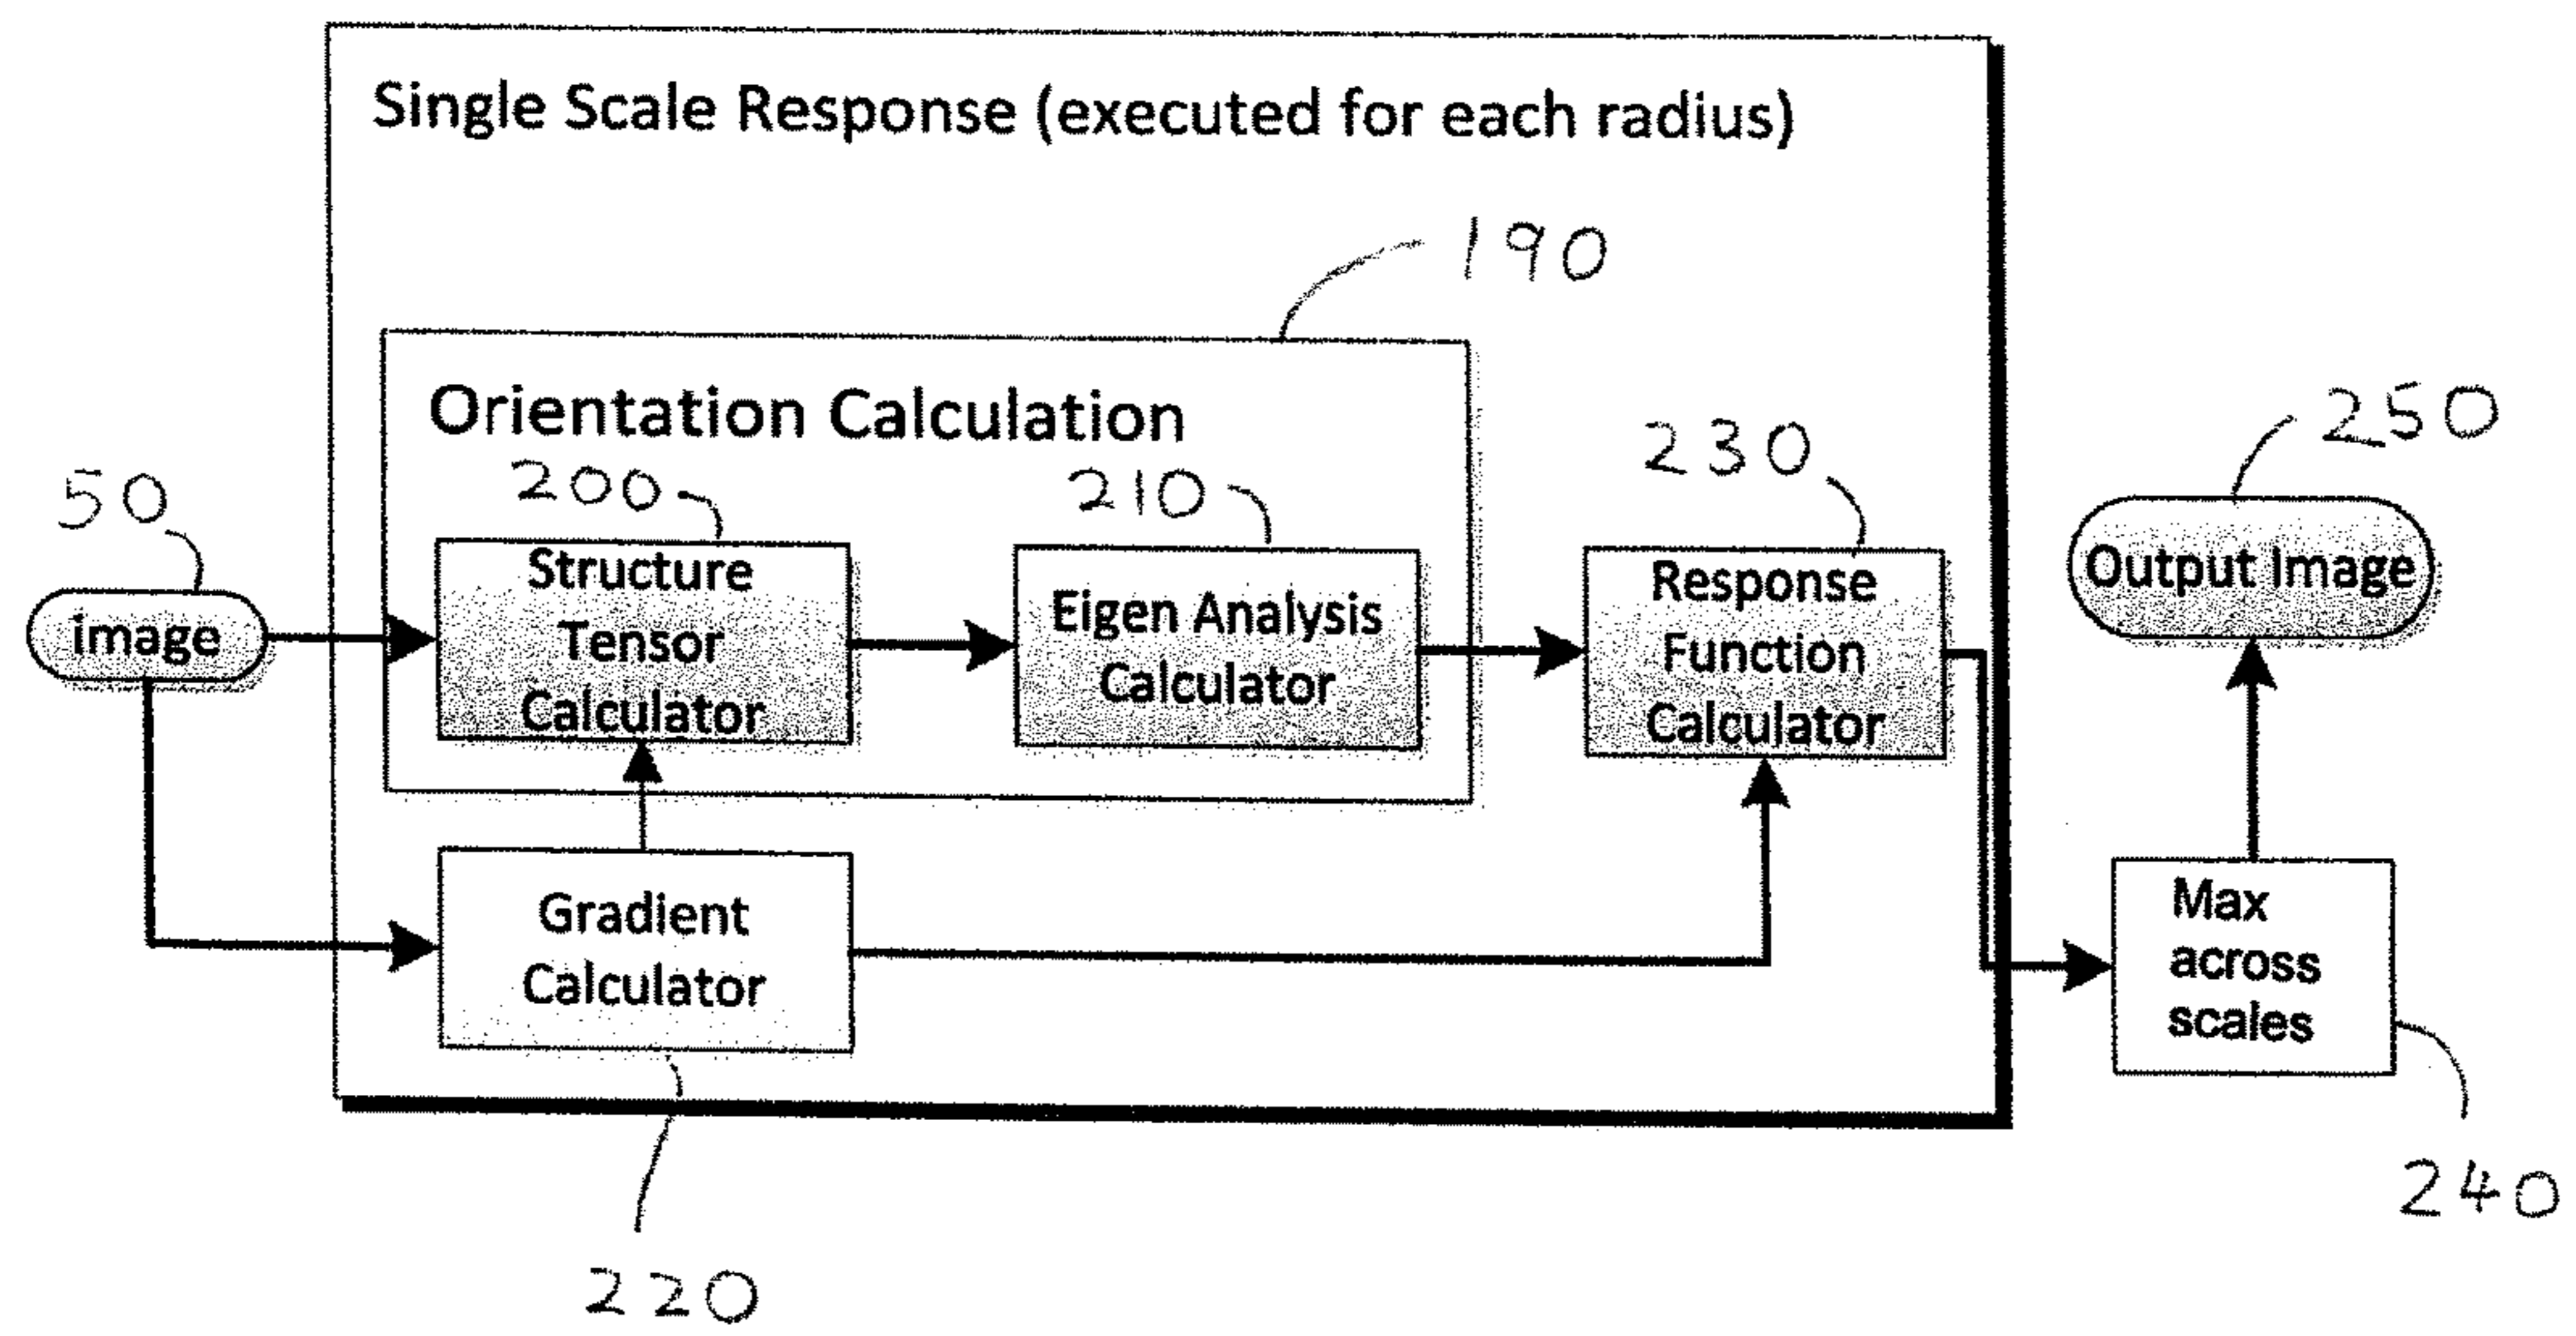 Single Scale Response (executed for each radius)
190
Orientation Calculation
250
230
50
200
210
image
Structure
Tensor
Calculator
Eigen Analysis
Calculator
Response
Function
Calculator
Output Image
Gradient
Calculator
Max
across
scales
240
220